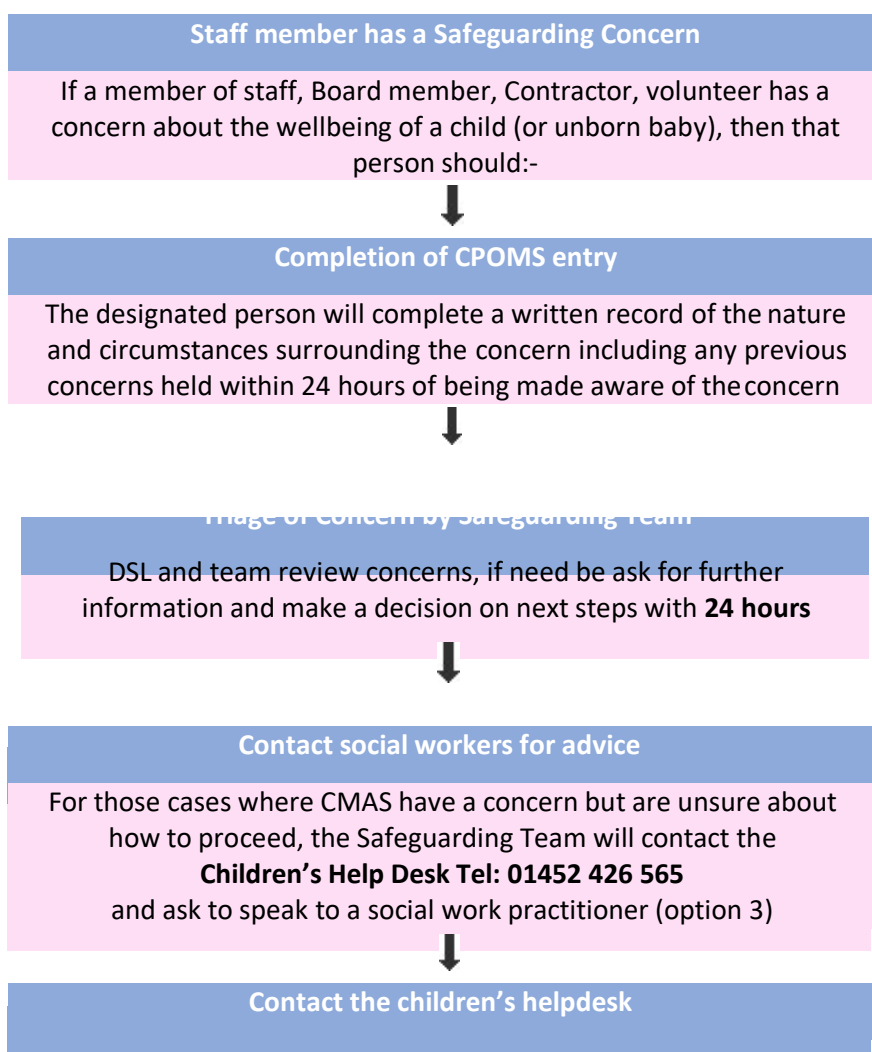 Staff member has a Safeguarding Concern
If a member of staff, Board member, Contractor, volunteer has a
concern about the wellbeing of a child (or unborn baby), then that
person should:-
Completion of CPOMS entry
The designated person will complete a written record of the nature
and circumstances surrounding the concern including any previous
concerns held within 24 hours of being made aware of the concern
Triage of Concern by Safeguarding Team
DSL and team review concerns, if need be ask for further
information and make a decision on next steps with 24 hours
Contact social workers for advice
For those cases where CMAS have a concern but are unsure about
how to proceed, the Safeguarding Team will contact the
Children’s Help Desk Tel: 01452 426 565
and ask to speak to a social work practitioner (option 3)
Contact the children’s helpdesk